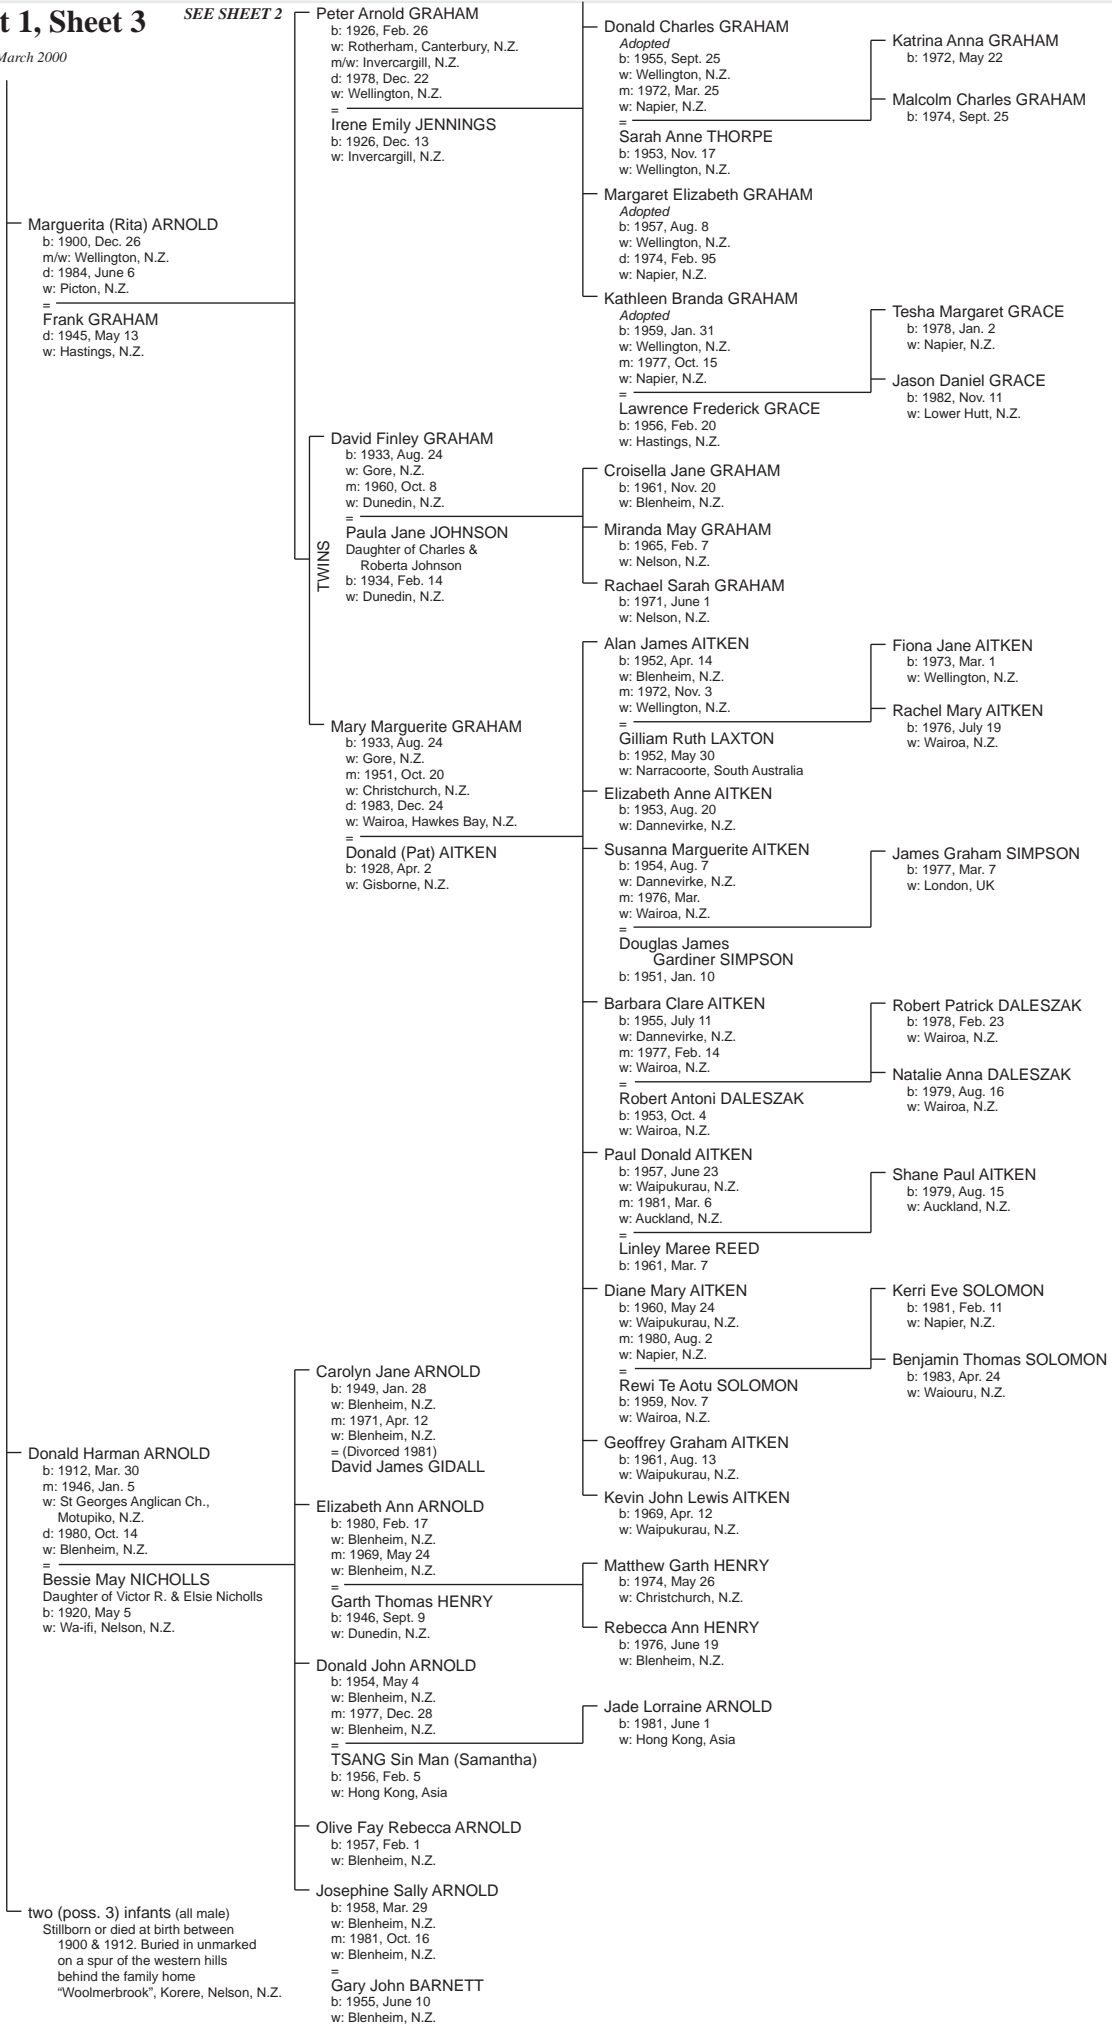 t 1, Sheet 3
March 2000
SEE SHEET 2
Marguerita (Rita) ARNOLD
b: 1900, Dec. 26
m/w: Wellington, N.Z.
d: 1984, June 6
w: Picton, N.Z.
=
Frank GRAHAM
d: 1945, May 13
w: Hastings, N.Z.
Donald Harman ARNOLD
b: 1912, Mar. 30
m: 1946, Jan. 5
w: St Georges Anglican Ch.,
Motupiko, N.Z.
d: 1980, Oct. 14
w: Blenheim, N.Z.
=
Bessie May NICHOLLS
Daughter of Victor R. & Elsie Nicholls
b: 1920, May 5
w: Wa-ifi, Nelson, N.Z.
two (poss. 3) infants (all male)
Stillborn or died at birth between
1900 & 1912. Buried in unmarked
on a spur of the western hills
behind the family home
“Woolmerbrook”, Korere, Nelson, N.Z.
Peter Arnold GRAHAM
b: 1926, Feb. 26
w: Rotherham, Canterbury, N.Z.
m/w: Invercargill, N.Z.
d: 1978, Dec. 22
w: Wellington, N.Z.
=
Irene Emily JENNINGS
b: 1926, Dec. 13
w: Invercargill, N.Z.
TWINS
David Finley GRAHAM
b: 1933, Aug. 24
w: Gore, N.Z.
m: 1960, Oct. 8
w: Dunedin, N.Z.
=
Paula Jane JOHNSON
Daughter of Charles &
Roberta Johnson
b: 1934, Feb. 14
w: Dunedin, N.Z.
Mary Marguerite GRAHAM
b: 1933, Aug. 24
w: Gore, N.Z.
m: 1951, Oct. 20
w: Christchurch, N.Z.
d: 1983, Dec. 24
w: Wairoa, Hawkes Bay, N.Z.
=
Donald (Pat) AITKEN
b: 1928, Apr. 2
w: Gisborne, N.Z.
Carolyn Jane ARNOLD
b: 1949, Jan. 28
w: Blenheim, N.Z.
m: 1971, Apr. 12
w: Blenheim, N.Z.
= (Divorced 1981)
David James GIDALL
Elizabeth Ann ARNOLD
b: 1980, Feb. 17
w: Blenheim, N.Z.
m: 1969, May 24
w: Blenheim, N.Z.
=
Garth Thomas HENRY
b: 1946, Sept. 9
w: Dunedin, N.Z.
Donald John ARNOLD
b: 1954, May 4
w: Blenheim, N.Z.
m: 1977, Dec. 28
w: Blenheim, N.Z.
=
TSANG Sin Man (Samantha)
b: 1956, Feb. 5
w: Hong Kong, Asia
Olive Fay Rebecca ARNOLD
b: 1957, Feb. 1
w: Blenheim, N.Z.
Josephine Sally ARNOLD
b: 1958, Mar. 29
w: Blenheim, N.Z.
m: 1981, Oct. 16
w: Blenheim, N.Z.
=
Gary John BARNETT
b: 1955, June 10
w: Blenheim, N.Z.
Donald Charles GRAHAM
Adopted
b: 1955, Sept. 25
w: Wellington, N.Z.
m: 1972, Mar. 25
w: Napier, N.Z.
=
Sarah Anne THORPE
b: 1953, Nov. 17
w: Wellington, N.Z.
Margaret Elizabeth GRAHAM
Adopted
b: 1957, Aug. 8
w: Wellington, N.Z.
d: 1974, Feb. 95
w: Napier, N.Z.
Kathleen Branda GRAHAM
Adopted
b: 1959, Jan. 31
w: Wellington, N.Z.
m: 1977, Oct. 15
w: Napier, N.Z.
=
Lawrence Frederick GRACE
b: 1956, Feb. 20
w: Hastings, N.Z.
Croisella Jane GRAHAM
b: 1961, Nov. 20
w: Blenheim, N.Z.
Miranda May GRAHAM
b: 1965, Feb. 7
w: Nelson, N.Z.
Rachael Sarah GRAHAM
b: 1971, June 1
w: Nelson, N.Z.
Alan James AITKEN
b: 1952, Apr. 14
w: Blenheim, N.Z.
m: 1972, Nov. 3
w: Wellington, N.Z.
=
Gilliam Ruth LAXTON
b: 1952, May 30
w: Narracoorte, South Australia
Elizabeth Anne AITKEN
b: 1953, Aug. 20
w: Dannevirke, N.Z.
Susanna Marguerite AITKEN
b: 1954, Aug. 7
w: Dannevirke, N.Z.
m: 1976, Mar.
w: Wairoa, N.Z.
=
Douglas James
Gardiner SIMPSON
b: 1951, Jan. 10
Barbara Clare AITKEN
b: 1955, July 11
w: Dannevirke, N.Z.
m: 1977, Feb. 14
w: Wairoa, N.Z.
=
Robert Antoni DALESZAK
b: 1953, Oct. 4
w: Wairoa, N.Z.
Paul Donald AITKEN
b: 1957, June 23
w: Waipukurau, N.Z.
m: 1981, Mar. 6
w: Auckland, N.Z.
=
Linley Maree REED
b: 1961, Mar. 7
Diane Mary AITKEN
b: 1960, May 24
w: Waipukurau, N.Z.
m: 1980, Aug. 2
w: Napier, N.Z.
=
Rewi Te Aotu SOLOMON
b: 1959, Nov. 7
w: Wairoa, N.Z.
Geoffrey Graham AITKEN
b: 1961, Aug. 13
w: Waipukurau, N.Z.
Kevin John Lewis AITKEN
b: 1969, Apr. 12
w: Waipukurau, N.Z.
Matthew Garth HENRY
b: 1974, May 26
w: Christchurch, N.Z.
Rebecca Ann HENRY
b: 1976, June 19
w: Blenheim, N.Z.
Jade Lorraine ARNOLD
b: 1981, June 1
w: Hong Kong, Asia
Katrina Anna GRAHAM
b: 1972, May 22
Malcolm Charles GRAHAM
b: 1974, Sept. 25
Tesha Margaret GRACE
b: 1978, Jan. 2
w: Napier, N.Z.
Jason Daniel GRACE
b: 1982, Nov. 11
w: Lower Hutt, N.Z.
Fiona Jane AITKEN
b: 1973, Mar. 1
w: Wellington, N.Z.
Rachel Mary AITKEN
b: 1976, July 19
w: Wairoa, N.Z.
James Graham SIMPSON
b: 1977, Mar. 7
w: London, UK
Robert Patrick DALESZAK
b: 1978, Feb. 23
w: Wairoa, N.Z.
Natalie Anna DALESZAK
b: 1979, Aug. 16
w: Wairoa, N.Z.
Shane Paul AITKEN
b: 1979, Aug. 15
w: Auckland, N.Z.
Kerri Eve SOLOMON
b: 1981, Feb. 11
w: Napier, N.Z.
Benjamin Thomas SOLOMON
b: 1983, Apr. 24
w: Waiouru, N.Z.